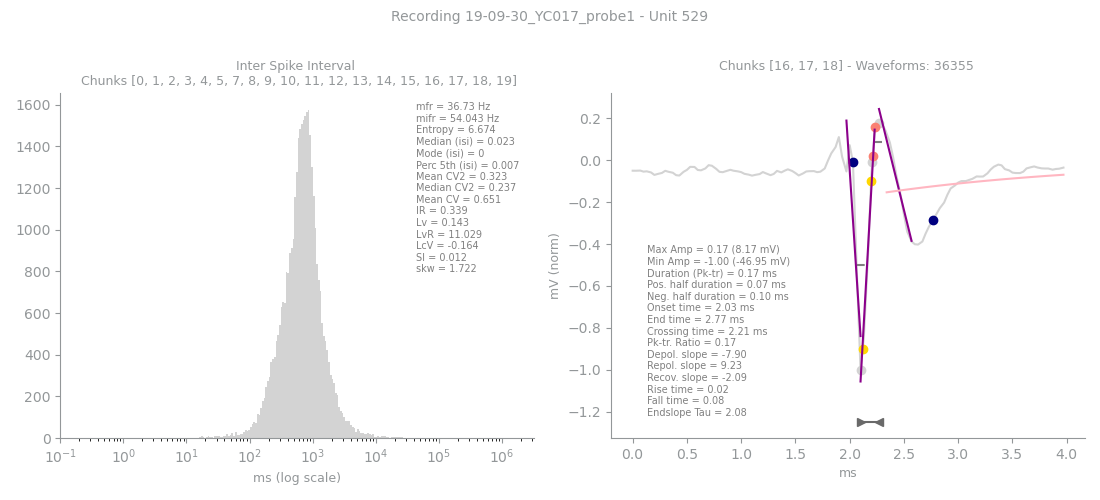 Recording 19-09-30_YC017_probe1 - Unit 529
Inter Spike Interval
Chunks [0, 1, 2, 3, 4, 5, 7, 8, 9, 10, 11, 12, 13, 14, 15, 16, 17, 18, 19]
1600
1400
1200
1000
800
600
400
200
0
mfr = 36.73 Hz
mifr = 54.043 Hz
Entropy = 6.674
Median (isi) = 0.023
Mode (isi) = 0
Perc 5th (isi) = 0.007
Mean CV2 = 0.323
Median CV2 = 0.237
Mean CV = 0.651
IR = 0.339
Lv = 0.143
LvR = 11.029
LcV = -0.164
SI = 0.012
skw = 1.722
10⁻¹ 10⁰ 10¹ 10² 10³ 10⁴ 10⁵ 10⁶
ms (log scale)
Chunks [16, 17, 18] - Waveforms: 36355
mV (norm)
0.2
0.0
−0.2
−0.4
−0.6
−0.8
−1.0
−1.2
Max Amp = 0.17 (8.17 mV)
Min Amp = -1.00 (-46.95 mV)
Duration (Pk-tr) = 0.17 ms
Pos. half duration = 0.07 ms
Neg. half duration = 0.10 ms
Onset time = 2.03 ms
End time = 2.77 ms
Crossing time = 2.21 ms
Pk-tr. Ratio = 0.17
Depol. slope = -7.90
Repol. slope = 9.23
Recov. slope = -2.09
Rise time = 0.02
Fall time = 0.08
Endslope Tau = 2.08
0.0 0.5 1.0 1.5 2.0 2.5 3.0 3.5 4.0
ms